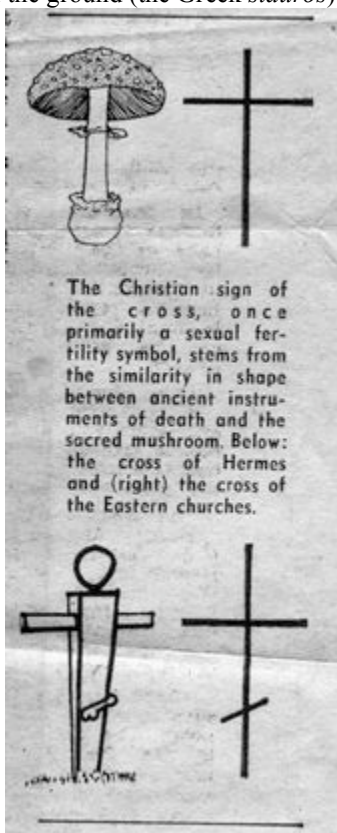 the ground (the Greek stauros)
The Christian sign of
the cross, once
primarily a sexual fer-
tility symbol, stems from
the similarity in shape
between ancient instru-
ments of death and the
sacred mushroom. Below:
the cross of Hermes
and (right) the cross of
the Eastern churches.